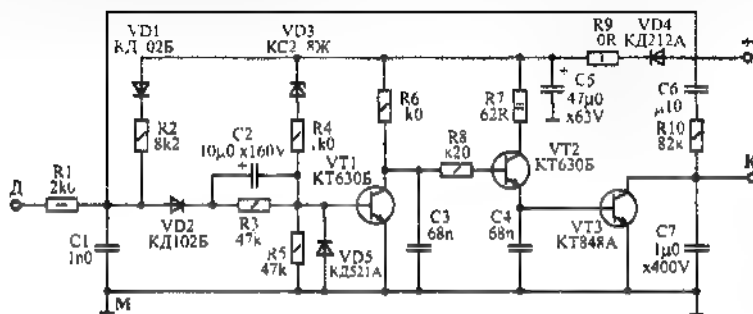 VD1
КД 02Б
VD3
КС2 8Ж
R9
0R
VD4
КД212А
+
R2
8k2
R4
k0
C2
10µ0 x160V
+
VT1
КТ630Б
R6
k0
R8
к20
R7
62R
+
C5
47µ0
x63V
VT2
КТ630Б
C6
µ10
R10
82к
К
Д
R1
2k0
VD2
КД102Б
R3
47k
C1
1n0
R5
47k
VD5
КД521А
C3
68n
C4
68n
VT3
КТ848А
C7
1µ0
x400V
М